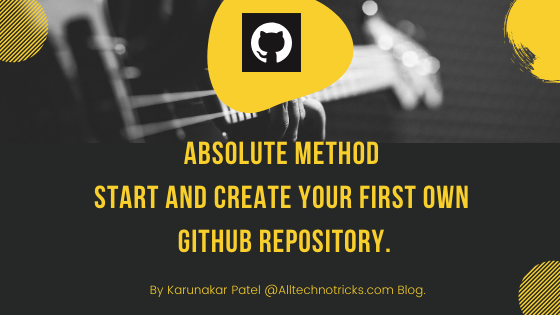 ABSOLUTE METHOD
START AND CREATE YOUR FIRST OWN
GITHUB REPOSITORY.
By Karunakar Patel @Alltechnotricks.com Blog.